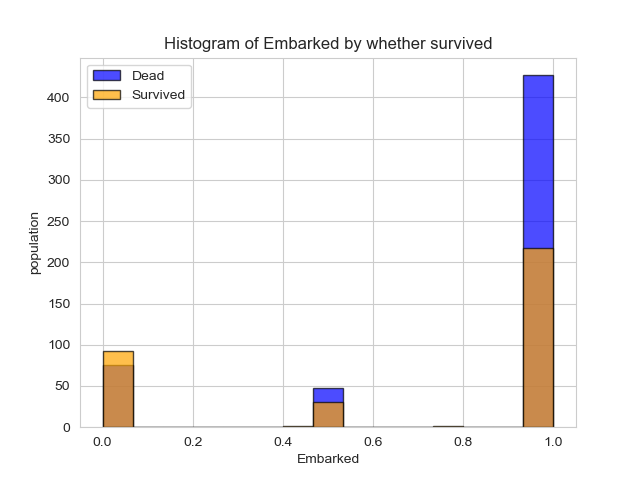 Histogram of Embarked by whether survived
Dead
Survived
400
350
300
250
200
150
100
50
0
population
0.0 0.2 0.4 0.6 0.8 1.0
Embarked